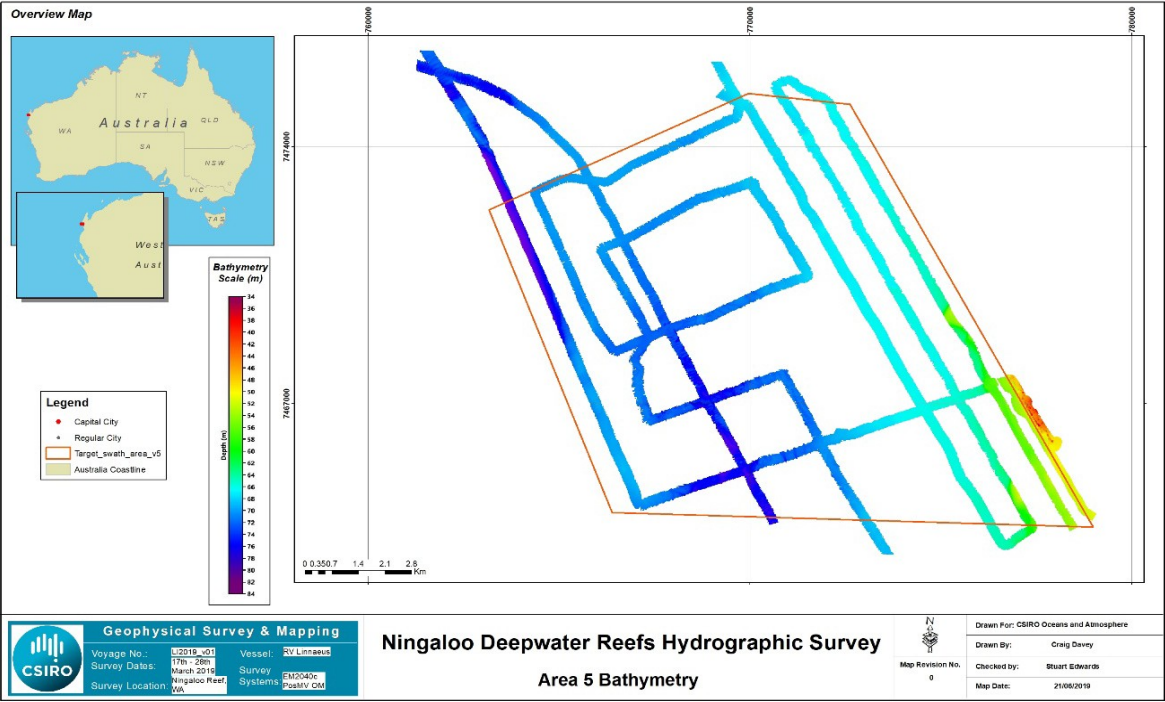 Overview Map
760000
770000
780000
NT
Australia
QLD
WA
SA
NSW
VIC
TAS
West
Aust
7474000
7467000
Bathymetry
Scale (m)
34
36
38
40
42
44
46
48
50
52
54
56
58
60
62
64
66
68
70
72
74
76
78
80
82
84
Depth (m)
Legend
Capital City
Regular City
Target_swath_area_v5
Australia Coastline
0 0.350.7 1.4 2.1 2.8
Km
CSIRO
Geophysical Survey & Mapping
Voyage No.: LI2019_v01 Vessel: RV Linnaeus
Survey Dates: 17th - 28th March 2019
Survey Systems EM2040c PosMV OM
Survey Location: Ningaloo Reef, WA
Ningaloo Deepwater Reefs Hydrographic Survey
Area 5 Bathymetry
N
Map Revision No.
0
Drawn For: CSIRO Oceans and Atmosphere
Drawn By: Craig Davey
Checked by: Stuart Edwards
Map Date: 21/06/2019